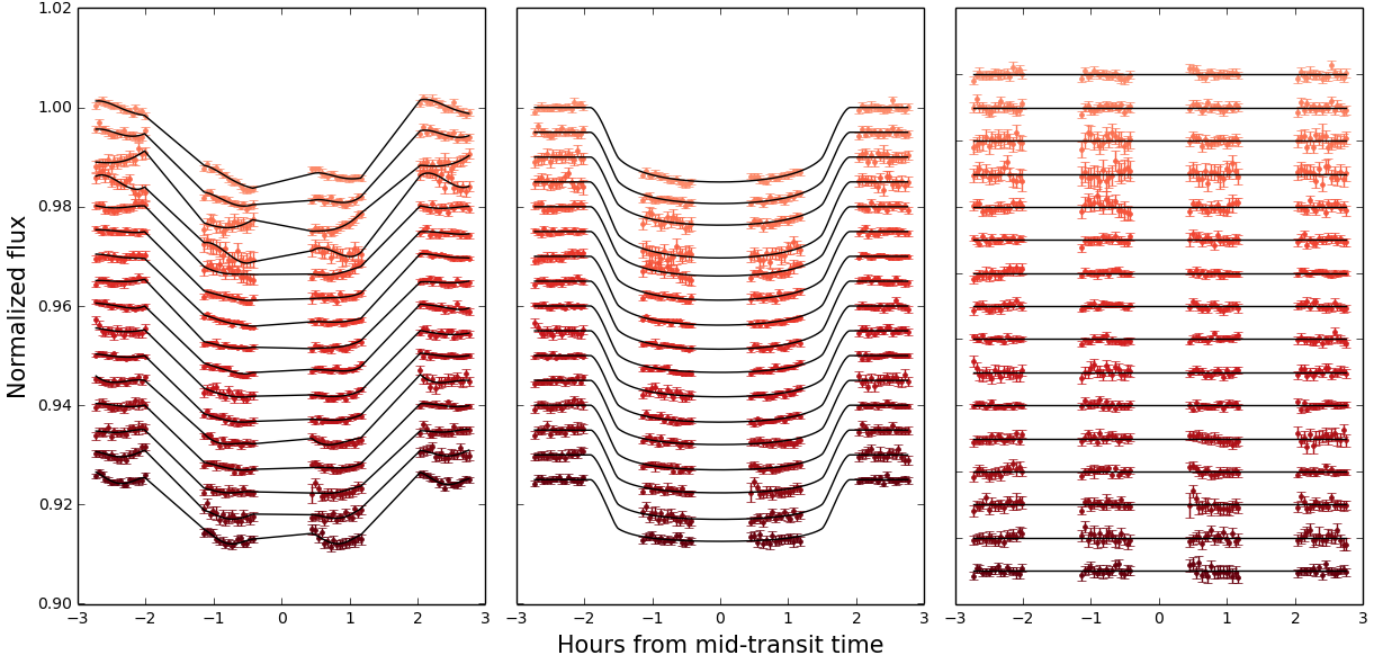 1.02
1.00
0.98
0.96
0.94
0.92
0.90
Normalized flux
−3 −2 −1 0 1 2 3
−3 −2 −1 0 1 2 3
−3 −2 −1 0 1 2 3
Hours from mid-transit time